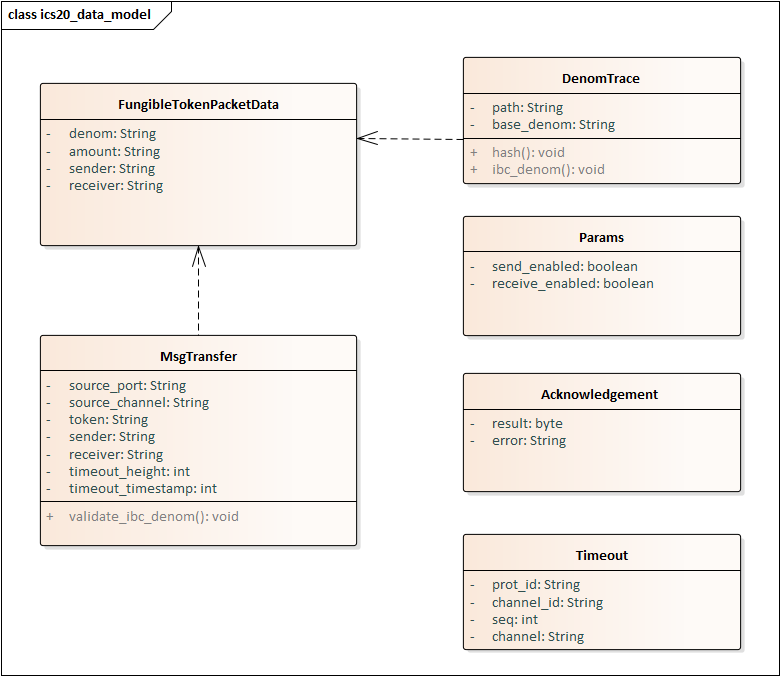 class ics20_data_model
FungibleTokenPacketData
- denom: String
- amount: String
- sender: String
- receiver: String
DenomTrace
- path: String
- base_denom: String
+ hash(): void
+ ibc_denom(): void
Params
- send_enabled: boolean
- receive_enabled: boolean
MsgTransfer
- source_port: String
- source_channel: String
- token: String
- sender: String
- receiver: String
- timeout_height: int
- timeout_timestamp: int
+ validate_ibc_denom(): void
Acknowledgement
- result: byte
- error: String
Timeout
- prot_id: String
- channel_id: String
- seq: int
- channel: String